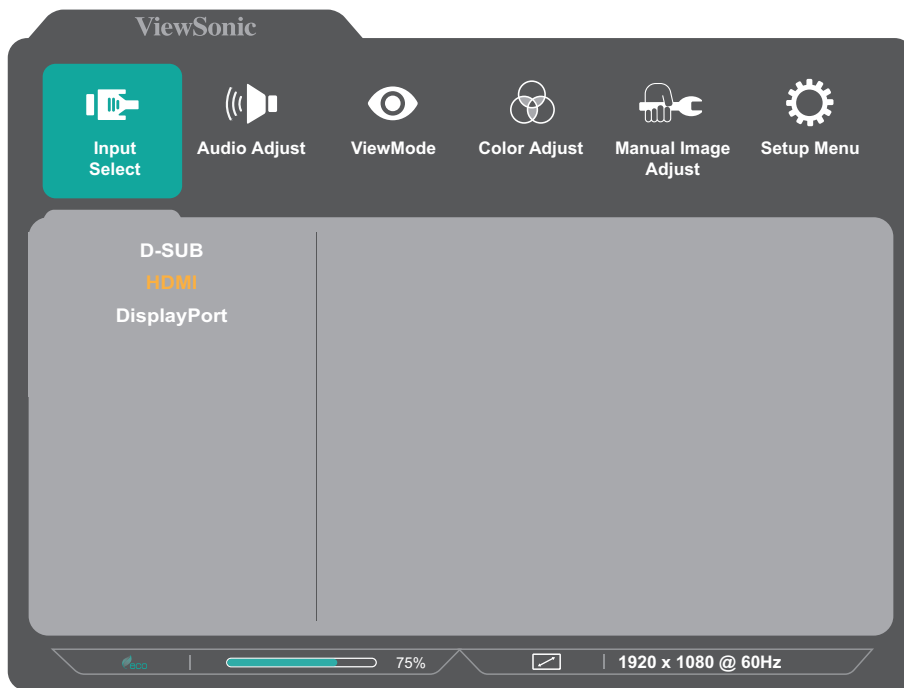 ViewSonic
Input
Select
Audio Adjust
ViewMode
Color Adjust
Manual Image
Adjust
Setup Menu
D-SUB
HDMI
DisplayPort
eco
75%
1920 x 1080 @ 60Hz